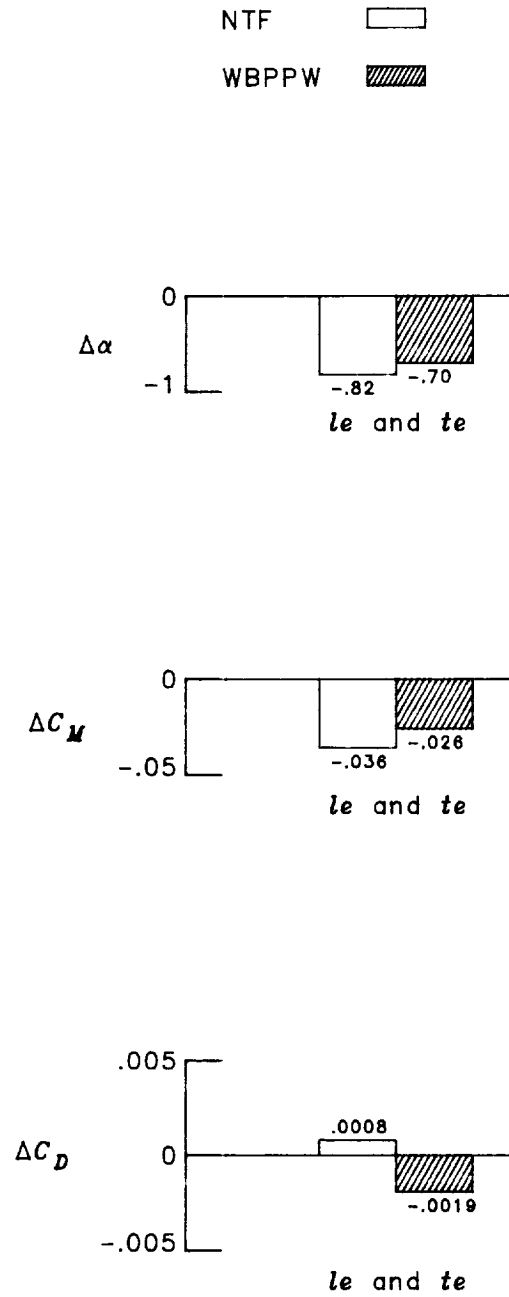 NTF
WBPPW
0
Δα
-1
-.82
-.70
le and te
0
ΔC_M
-.05
-.036
-.026
le and te
.005
.0008
ΔC_D
0
-.0019
-.005
le and te